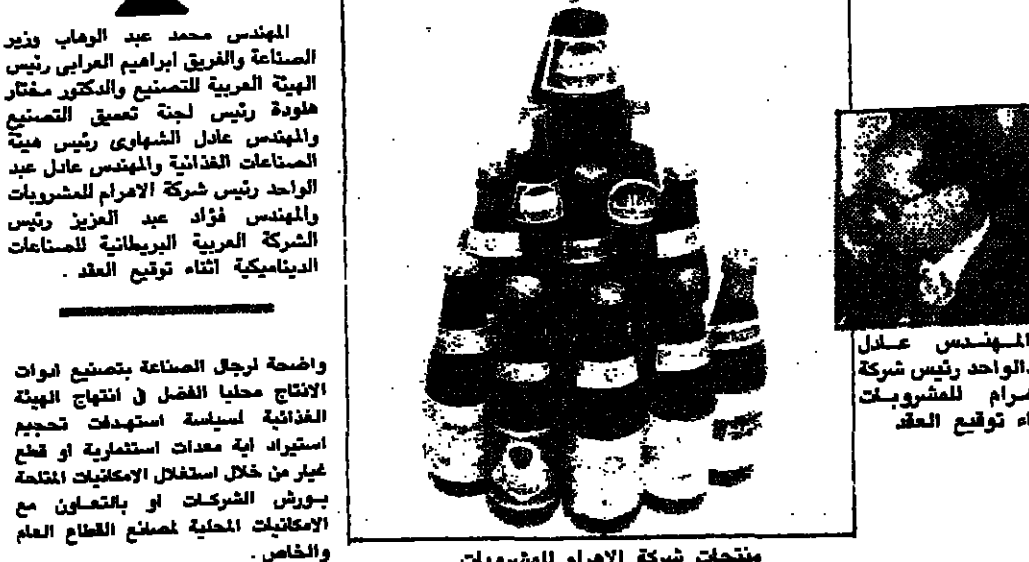 المهندس محمد عبد الوهاب وزير
الصناعة والفريق ابراهيم العرابى رئيس
الهيئة العربية للتصنيع والدكتور مختار
هلودة رئيس لجنة تعميق التصنيع
والمهندس عادل الشهاوى رئيس هيئة
الصناعات الغذائية والمهندس عادل عبد
الواحد رئيس شركة الاهرام للمشروبات
والمهندس فؤاد عبد العزيز رئيس
الشركة العربية البريطانية للصناعات
الديناميكية اثناء توقيع العقد .
واضحة لرجال الصناعة بتصنيع ادوات
الانتاج محليا الفضل في انتهاج الهيئة
الغذائية لسياسة استهدفت تحجيم
استيراد اية معدات استثمارية او قطع
غيار من خلال استغلال الامكانيات المتاحة
بورش الشركات او بالتعاون مع
الامكانيات المحلية لمصانع القطاع العام
والخاص .
منتجات شركة الاهرام للمشروبات
المهندس عادل
دالواحد رئيس شركة
هرام للمشروبات
اء توقيع العقد